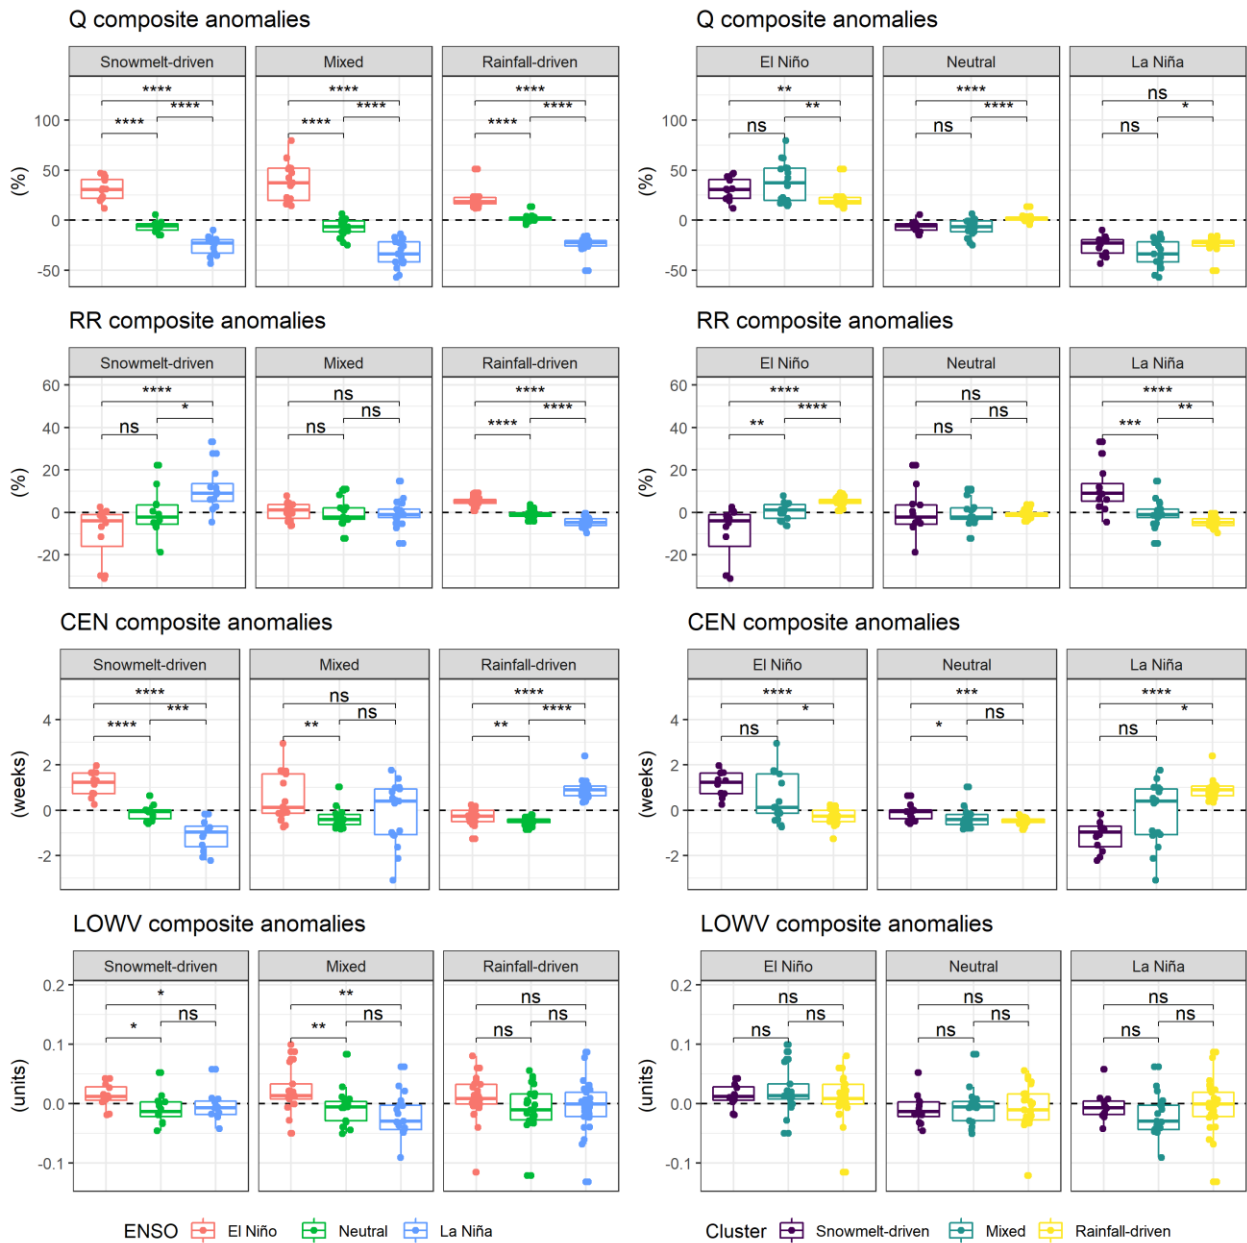 Q composite anomalies
Q composite anomalies
Snowmelt-driven Mixed Rainfall-driven
El Niño Neutral La Niña
**** **** ****
**** **** ****
**** **** ****
** **** ns
** **** *
ns ns ns
100
50
0
-50
(%)
100
50
0
-50
(%)
RR composite anomalies
RR composite anomalies
Snowmelt-driven Mixed Rainfall-driven
El Niño Neutral La Niña
**** ns ****
* ns ****
ns ns ****
**** ns ****
**** ns **
** ns ***
60
40
20
0
-20
(%)
60
40
20
0
-20
(%)
CEN composite anomalies
CEN composite anomalies
Snowmelt-driven Mixed Rainfall-driven
El Niño Neutral La Niña
**** ns ****
*** ns ****
**** ** **
**** *** ****
* ns *
ns * ns
4
2
0
-2
(weeks)
4
2
0
-2
(weeks)
LOWV composite anomalies
LOWV composite anomalies
Snowmelt-driven Mixed Rainfall-driven
El Niño Neutral La Niña
* ** ns
ns ns ns
* ** ns
ns ns ns
ns ns ns
ns ns ns
0.2
0.1
0.0
-0.1
(units)
0.2
0.1
0.0
-0.1
(units)
ENSO El Niño Neutral La Niña
Cluster Snowmelt-driven Mixed Rainfall-driven